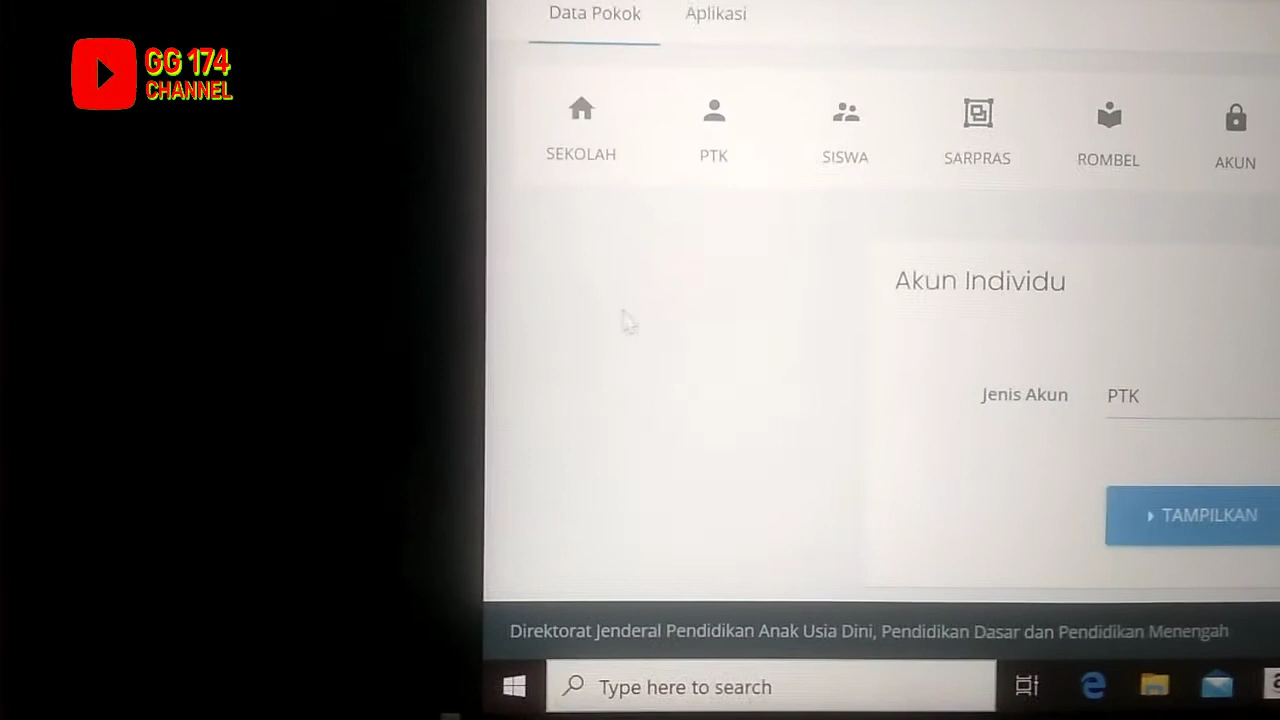 GG 174
CHANNEL
Data Pokok Aplikasi
SEKOLAH PTK SISWA SARPRAS ROMBEL AKUN
Akun Individu
Jenis Akun PTK
TAMPILKAN
Direktorat Jenderal Pendidikan Anak Usia Dini, Pendidikan Dasar dan Pendidikan Menengah
Type here to search